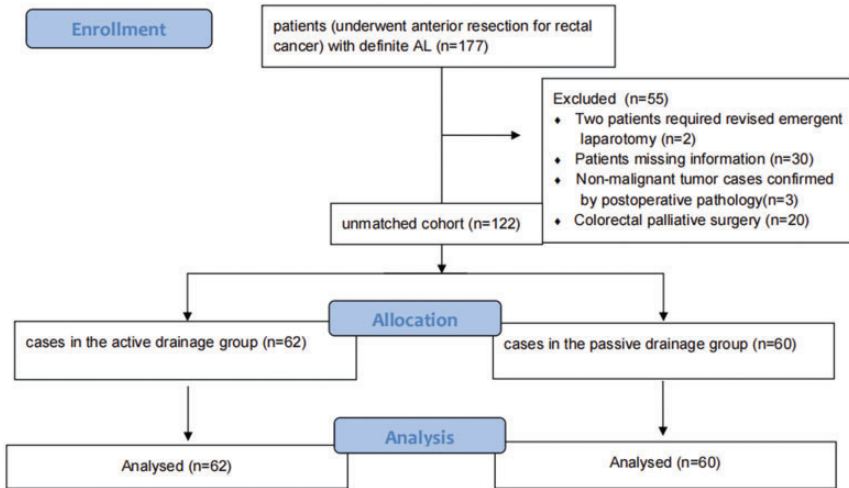 Enrollment
patients (underwent anterior resection for rectal
cancer) with definite AL (n=177)
Excluded (n=55)
♦ Two patients required revised emergent
laparotomy (n=2)
♦ Patients missing information (n=30)
♦ Non-malignant tumor cases confirmed
by postoperative pathology(n=3)
♦ Colorectal palliative surgery (n=20)
unmatched cohort (n=122)
Allocation
cases in the active drainage group (n=62)
cases in the passive drainage group (n=60)
Analysis
Analysed (n=62)
Analysed (n=60)